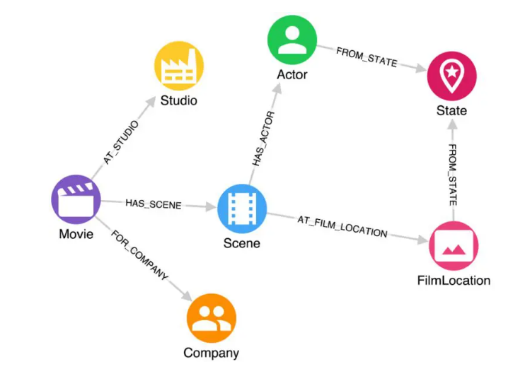 Actor
FROM_STATE
Studio
State
AT_STUDIO
HAS_ACTOR
FROM_STATE
HAS_SCENE
AT_FILM_LOCATION
Movie
Scene
FOR_COMPANY
FilmLocation
Company